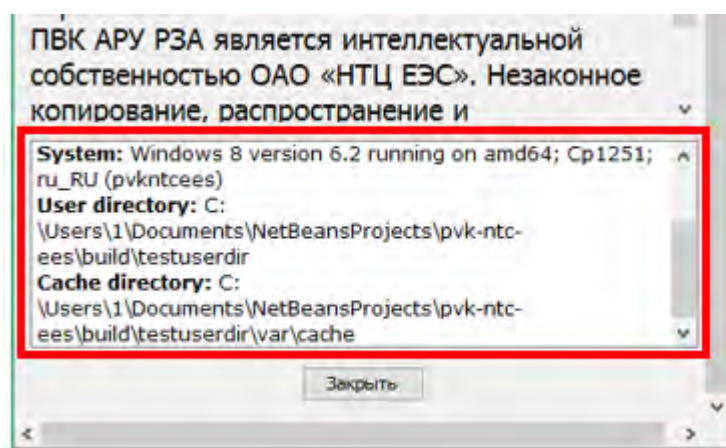 ПВК АРУ РЗА является интеллектуальной
собственностью ОАО «НТЦ ЕЭС». Незаконное
копирование, распространение и
System: Windows 8 version 6.2 running on amd64; Cp1251;
ru_RU (pvkntcees)
User directory: C:
\Users\1\Documents\NetBeansProjects\pvk-ntc-
ees\build\testuserdir
Cache directory: C:
\Users\1\Documents\NetBeansProjects\pvk-ntc-
ees\build\testuserdir\var\cache
Закрыть